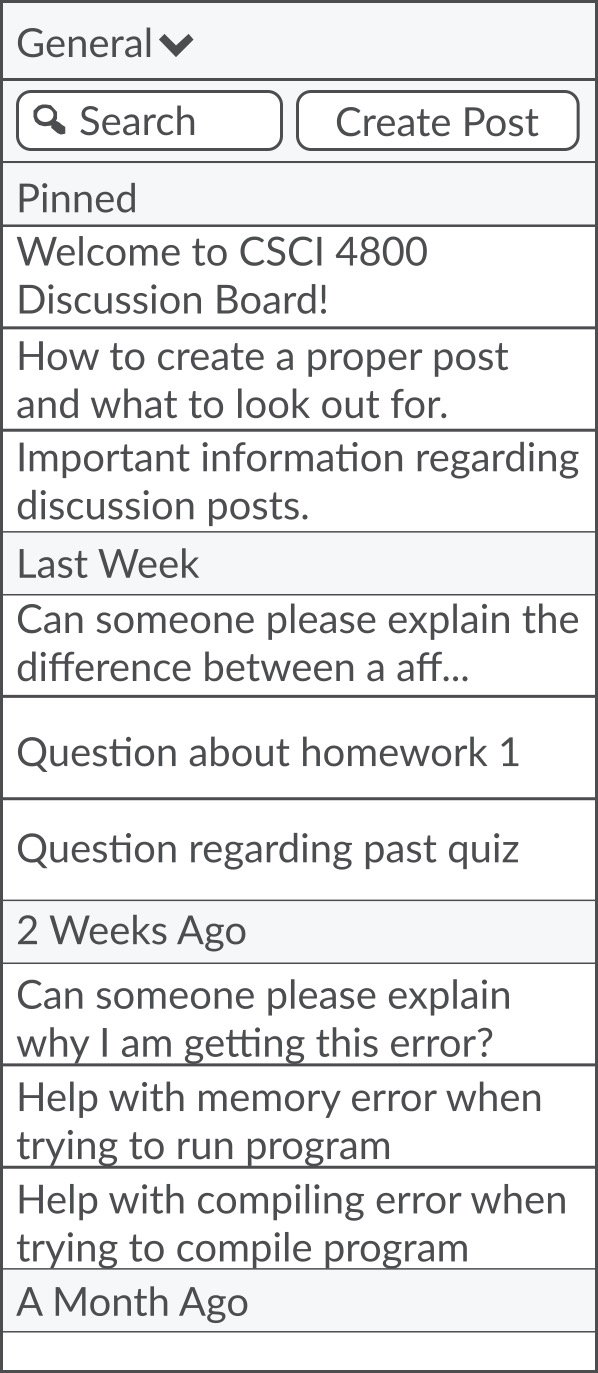 General
Search
Create Post
Pinned
Welcome to CSCI 4800
Discussion Board!
How to create a proper post
and what to look out for.
Important information regarding
discussion posts.
Last Week
Can someone please explain the
difference between a aff...
Question about homework 1
Question regarding past quiz
2 Weeks Ago
Can someone please explain
why I am getting this error?
Help with memory error when
trying to run program
Help with compiling error when
trying to compile program
A Month Ago